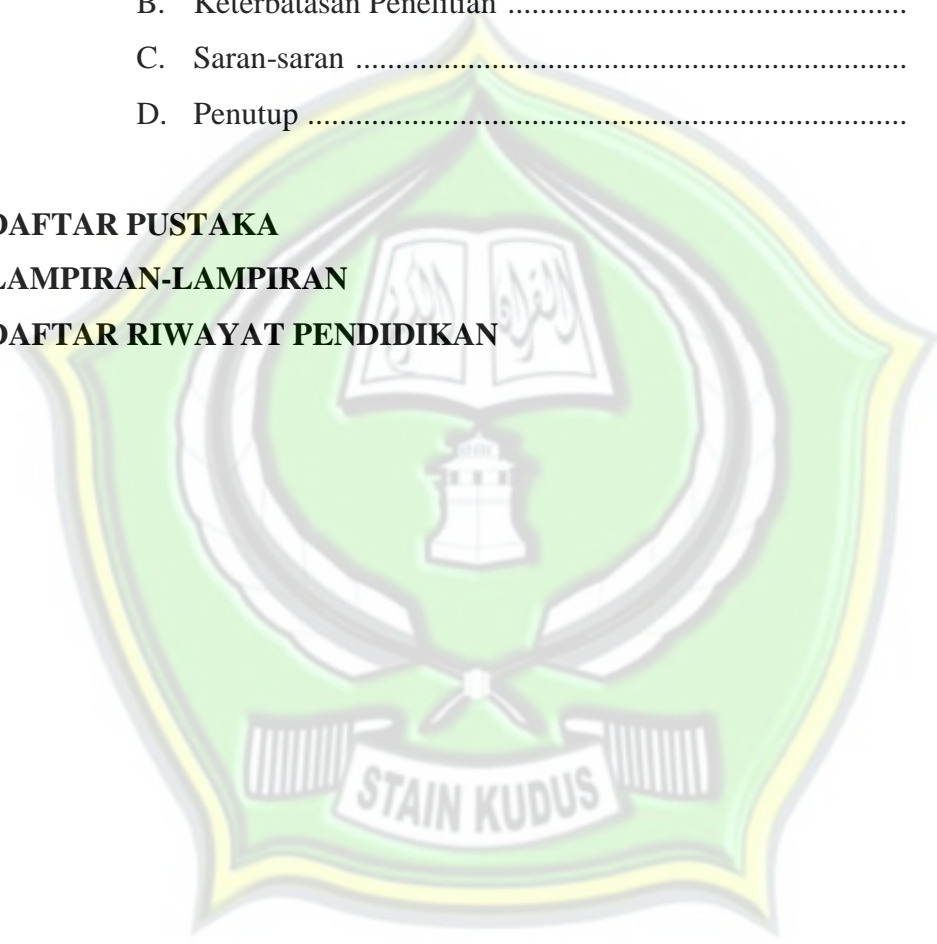 B. Keterbatasan Penelitian ..................................................
C. Saran-saran .....................................................................
D. Penutup ...........................................................................
DAFTAR PUSTAKA
LAMPIRAN-LAMPIRAN
DAFTAR RIWAYAT PENDIDIKAN
STAIN KUDUS